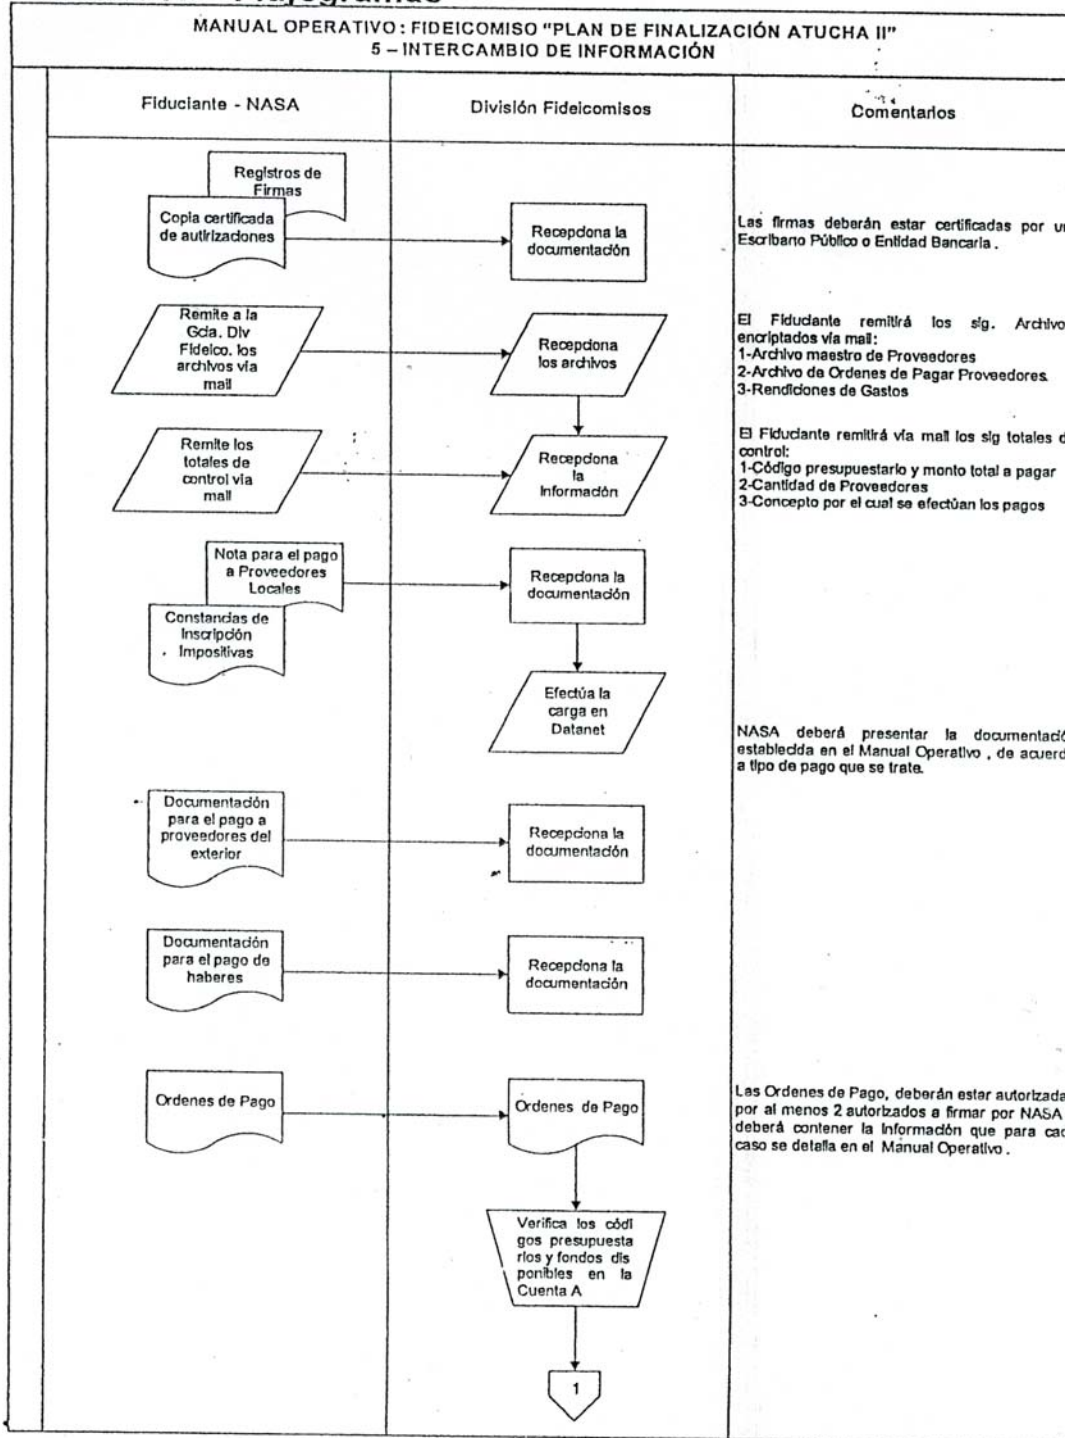 MANUAL OPERATIVO: FIDEICOMISO "PLAN DE FINALIZACIÓN ATUCHA II"
5 – INTERCAMBIO DE INFORMACIÓN
Fiduciante - NASA
División Fideicomisos
Comentarios
Registros de
Firmas
Copia certificada
de autirizaciones
Recepciona la
documentación
Las firmas deberán estar certificadas por un
Escribano Público o Entidad Bancaria .
Remite a la
Gcia. Div
Fideico. los
archivos vía
mail
Recepciona
los archivos
El Fiduciante remitirá los sig. Archivo
encriptados vía mail:
1-Archivo maestro de Proveedores
2-Archivo de Ordenes de Pagar Proveedores.
3-Rendiciones de Gastos
Remite los
totales de
control vía
mail
Recepciona
la
Información
El Fiduciante remitirá vía mail los sig totales d
control:
1-Código presupuestario y monto total a pagar
2-Cantidad de Proveedores
3-Concepto por el cual se efectúan los pagos
Nota para el pago
a Proveedores
Locales
Constancias de
Inscripción
Impositivas
Recepciona la
documentación
Efectúa la
carga en
Datanet
NASA deberá presentar la documentació
establecida en el Manual Operativo , de acuerd
a tipo de pago que se trate.
Documentación
para el pago a
proveedores del
exterior
Recepciona la
documentación
Documentación
para el pago de
haberes
Recepciona la
documentación
Ordenes de Pago
Ordenes de Pago
Las Ordenes de Pago, deberán estar autorizada
por al menos 2 autorizados a firmar por NASA
deberá contener la Información que para cad
caso se detalla en el Manual Operativo .
Verifica los códi
gos presupuesta
rios y fondos dis
ponibles en la
Cuenta A
1